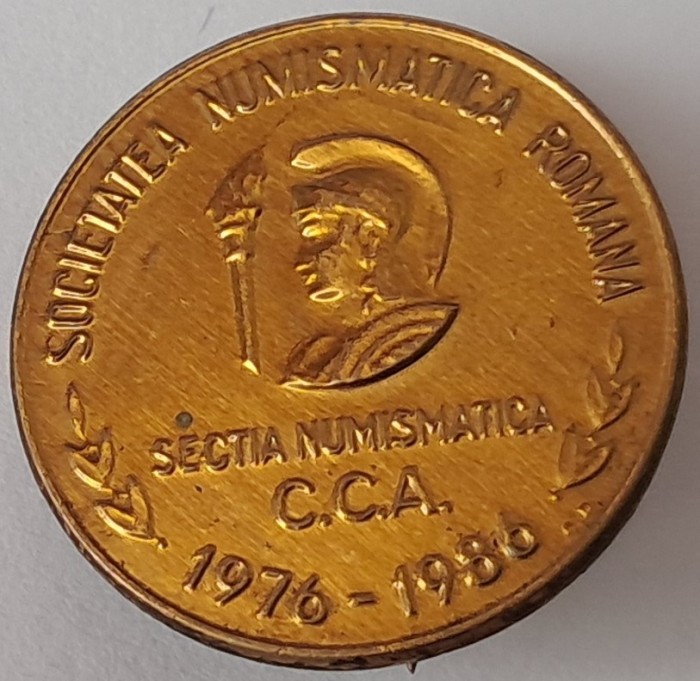 SOCIETATEA NUMISMATICA ROMANA
SECTIA NUMISMATICA
C.C.A.
1976-1986